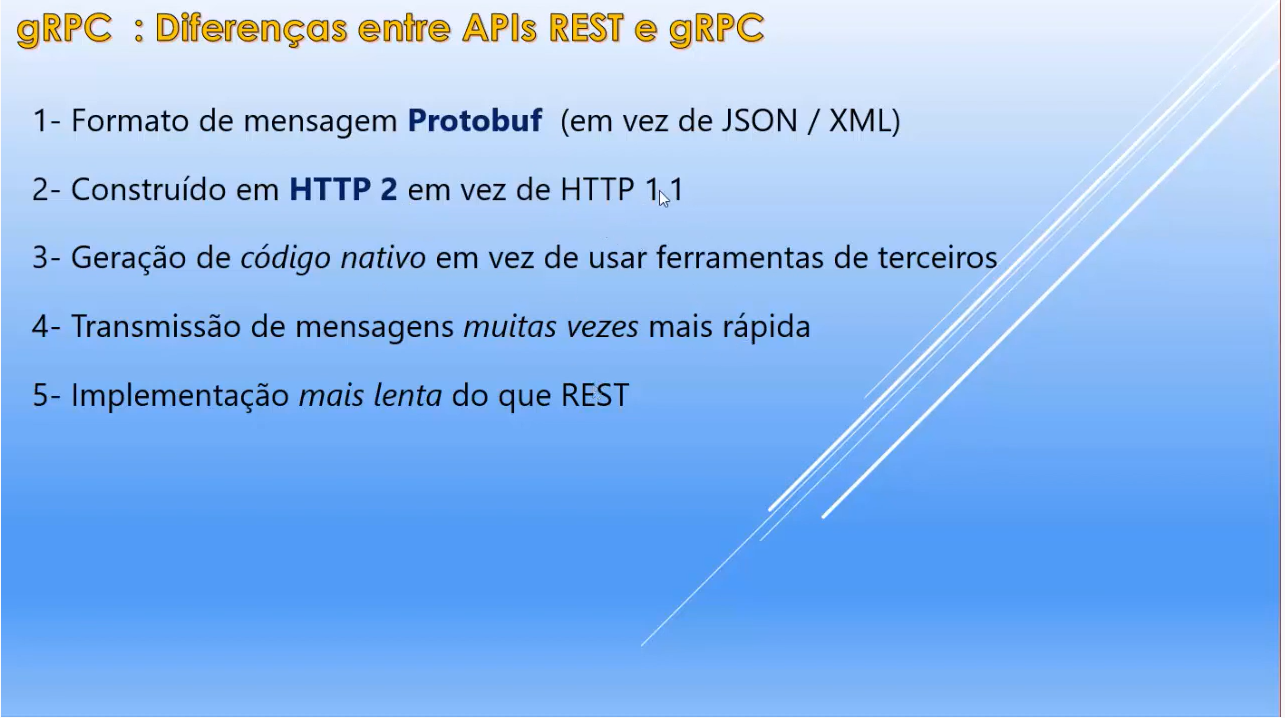 gRPC : Diferenças entre APIs REST e gRPC
1- Formato de mensagem Protobuf (em vez de JSON / XML)
2- Construído em HTTP 2 em vez de HTTP 1.1
3- Geração de código nativo em vez de usar ferramentas de terceiros
4- Transmissão de mensagens muitas vezes mais rápida
5- Implementação mais lenta do que REST